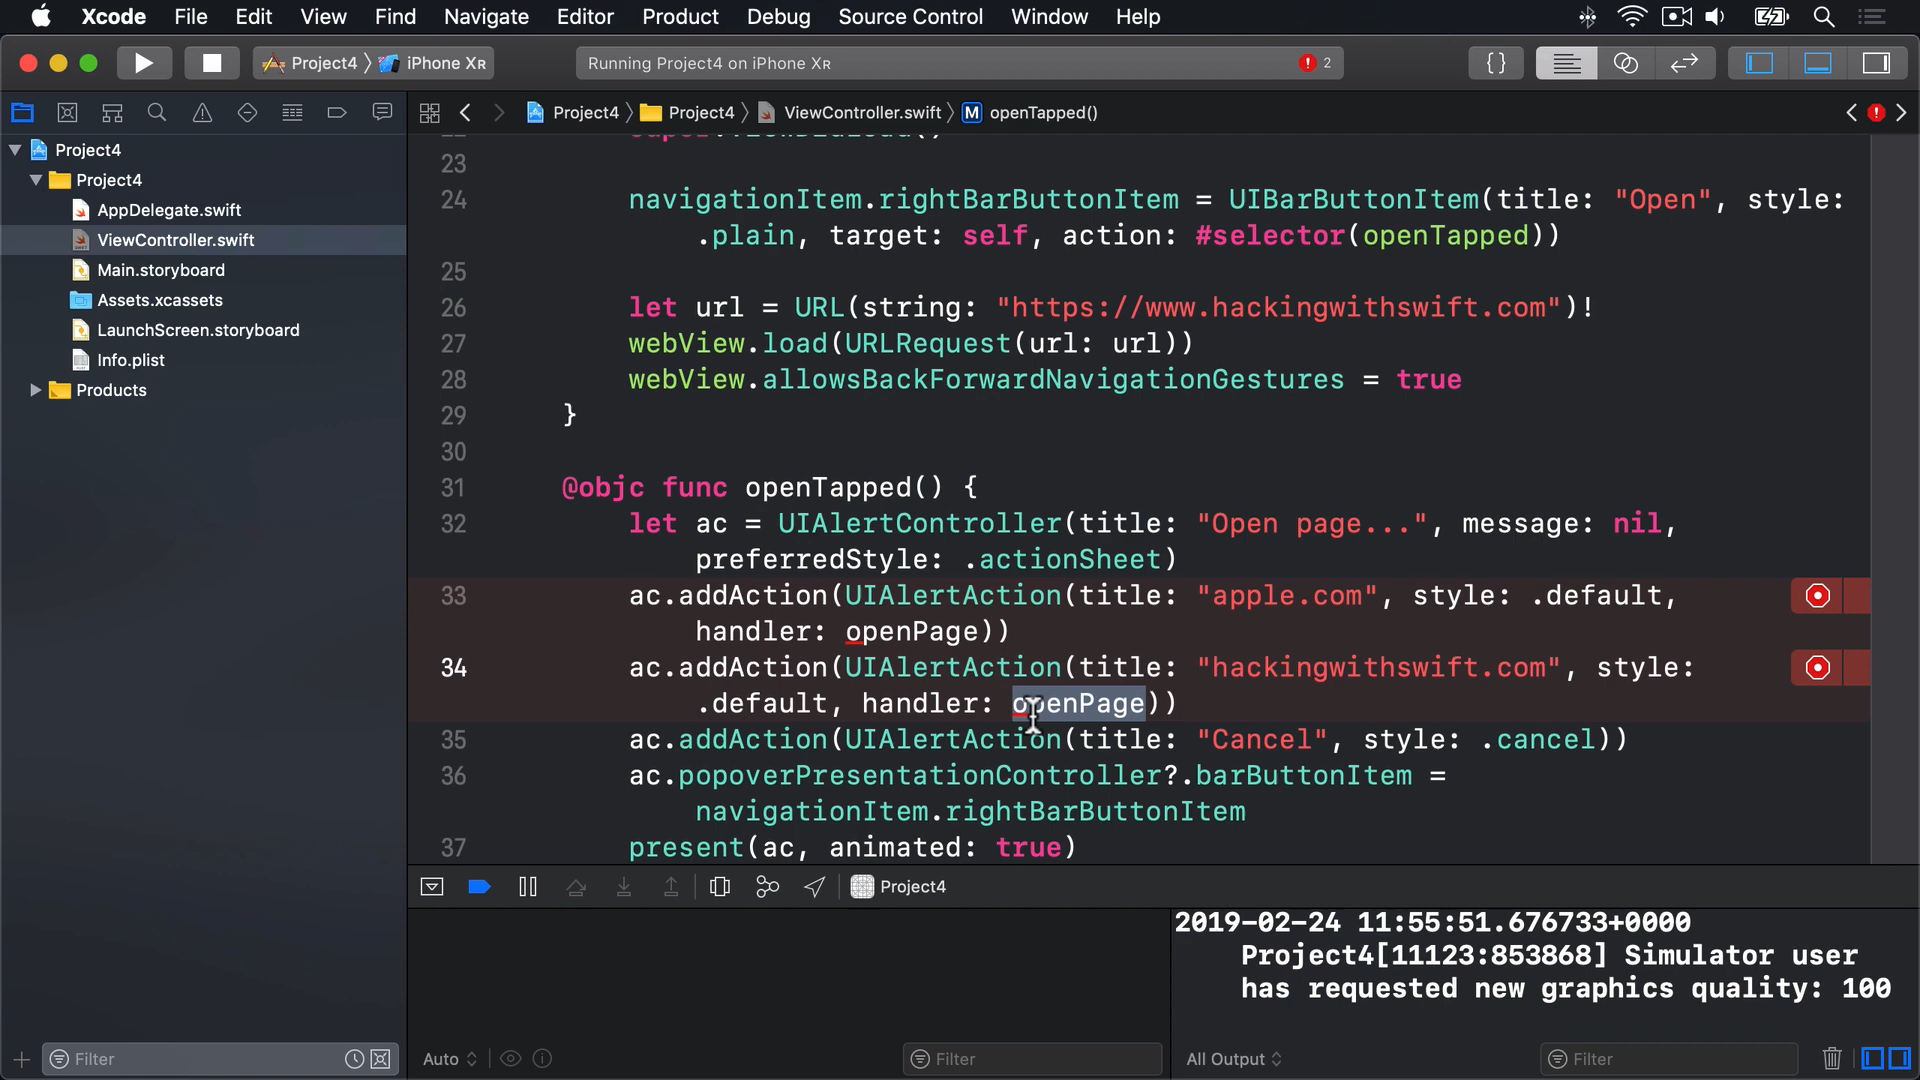 Xcode File Edit View Find Navigate Editor Product Debug Source Control Window Help
Project4 iPhone XR
Running Project4 on iPhone XR
2
Project4 Project4 ViewController.swift M openTapped()
Project4
Project4
AppDelegate.swift
ViewController.swift
Main.storyboard
Assets.xcassets
LaunchScreen.storyboard
Info.plist
Products
23
24 navigationItem.rightBarButtonItem = UIBarButtonItem(title: "Open", style:
.plain, target: self, action: #selector(openTapped))
25
26 let url = URL(string: "https://www.hackingwithswift.com")!
27 webView.load(URLRequest(url: url))
28 webView.allowsBackForwardNavigationGestures = true
29 }
30
31 @objc func openTapped() {
32 let ac = UIAlertController(title: "Open page...", message: nil,
preferredStyle: .actionSheet)
33 ac.addAction(UIAlertAction(title: "apple.com", style: .default,
handler: openPage))
34 ac.addAction(UIAlertAction(title: "hackingwithswift.com", style:
.default, handler: openPage))
35 ac.addAction(UIAlertAction(title: "Cancel", style: .cancel))
36 ac.popoverPresentationController?.barButtonItem =
navigationItem.rightBarButtonItem
37 present(ac, animated: true)
Project4
2019-02-24 11:55:51.676733+0000
Project4[11123:853868] Simulator user
has requested new graphics quality: 100
Filter
Auto
Filter
All Output
Filter